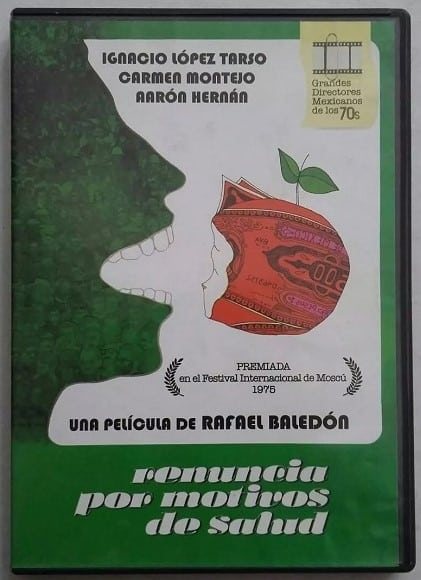 IGNACIO LÓPEZ TARSO
CARMEN MONTEJO
AARÓN HERNÁN
Grandes
Directores
Mexicanos
de los 70s
PREMIADA
en el Festival Internacional de Moscú
1975
UNA PELÍCULA DE RAFAEL BALEDÓN
renuncia
por motivos
de salud